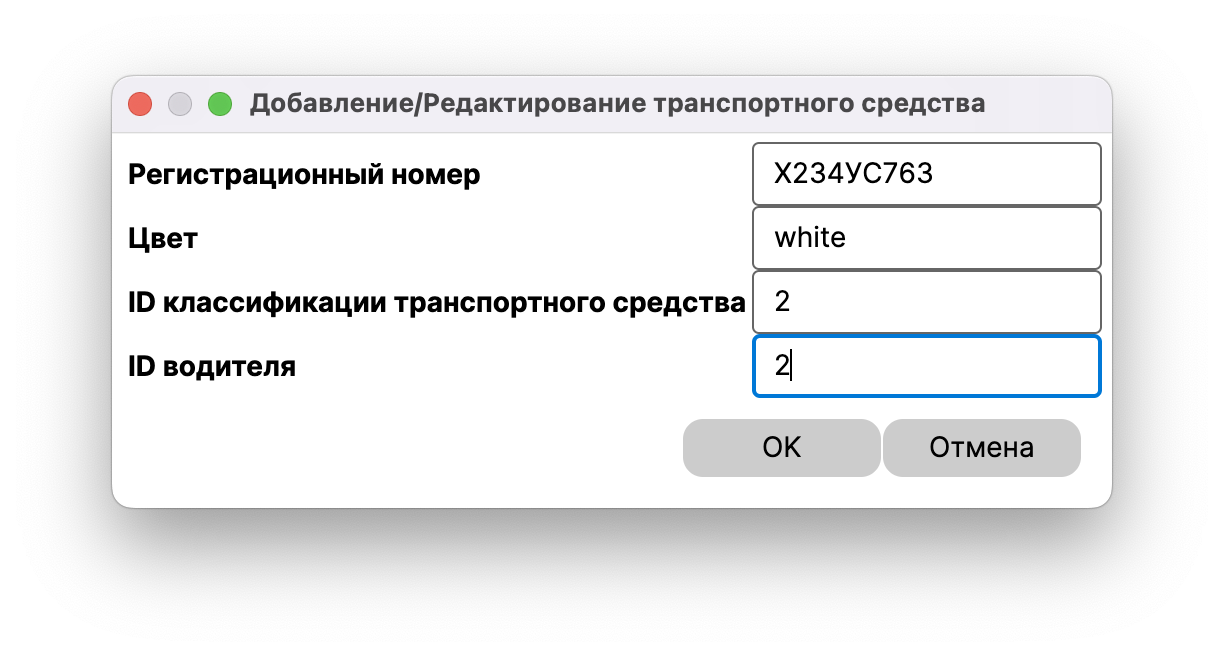 Добавление/Редактирование транспортного средства
Регистрационный номер Х234УС763
Цвет white
ID классификации транспортного средства 2
ID водителя 2
OK Отмена